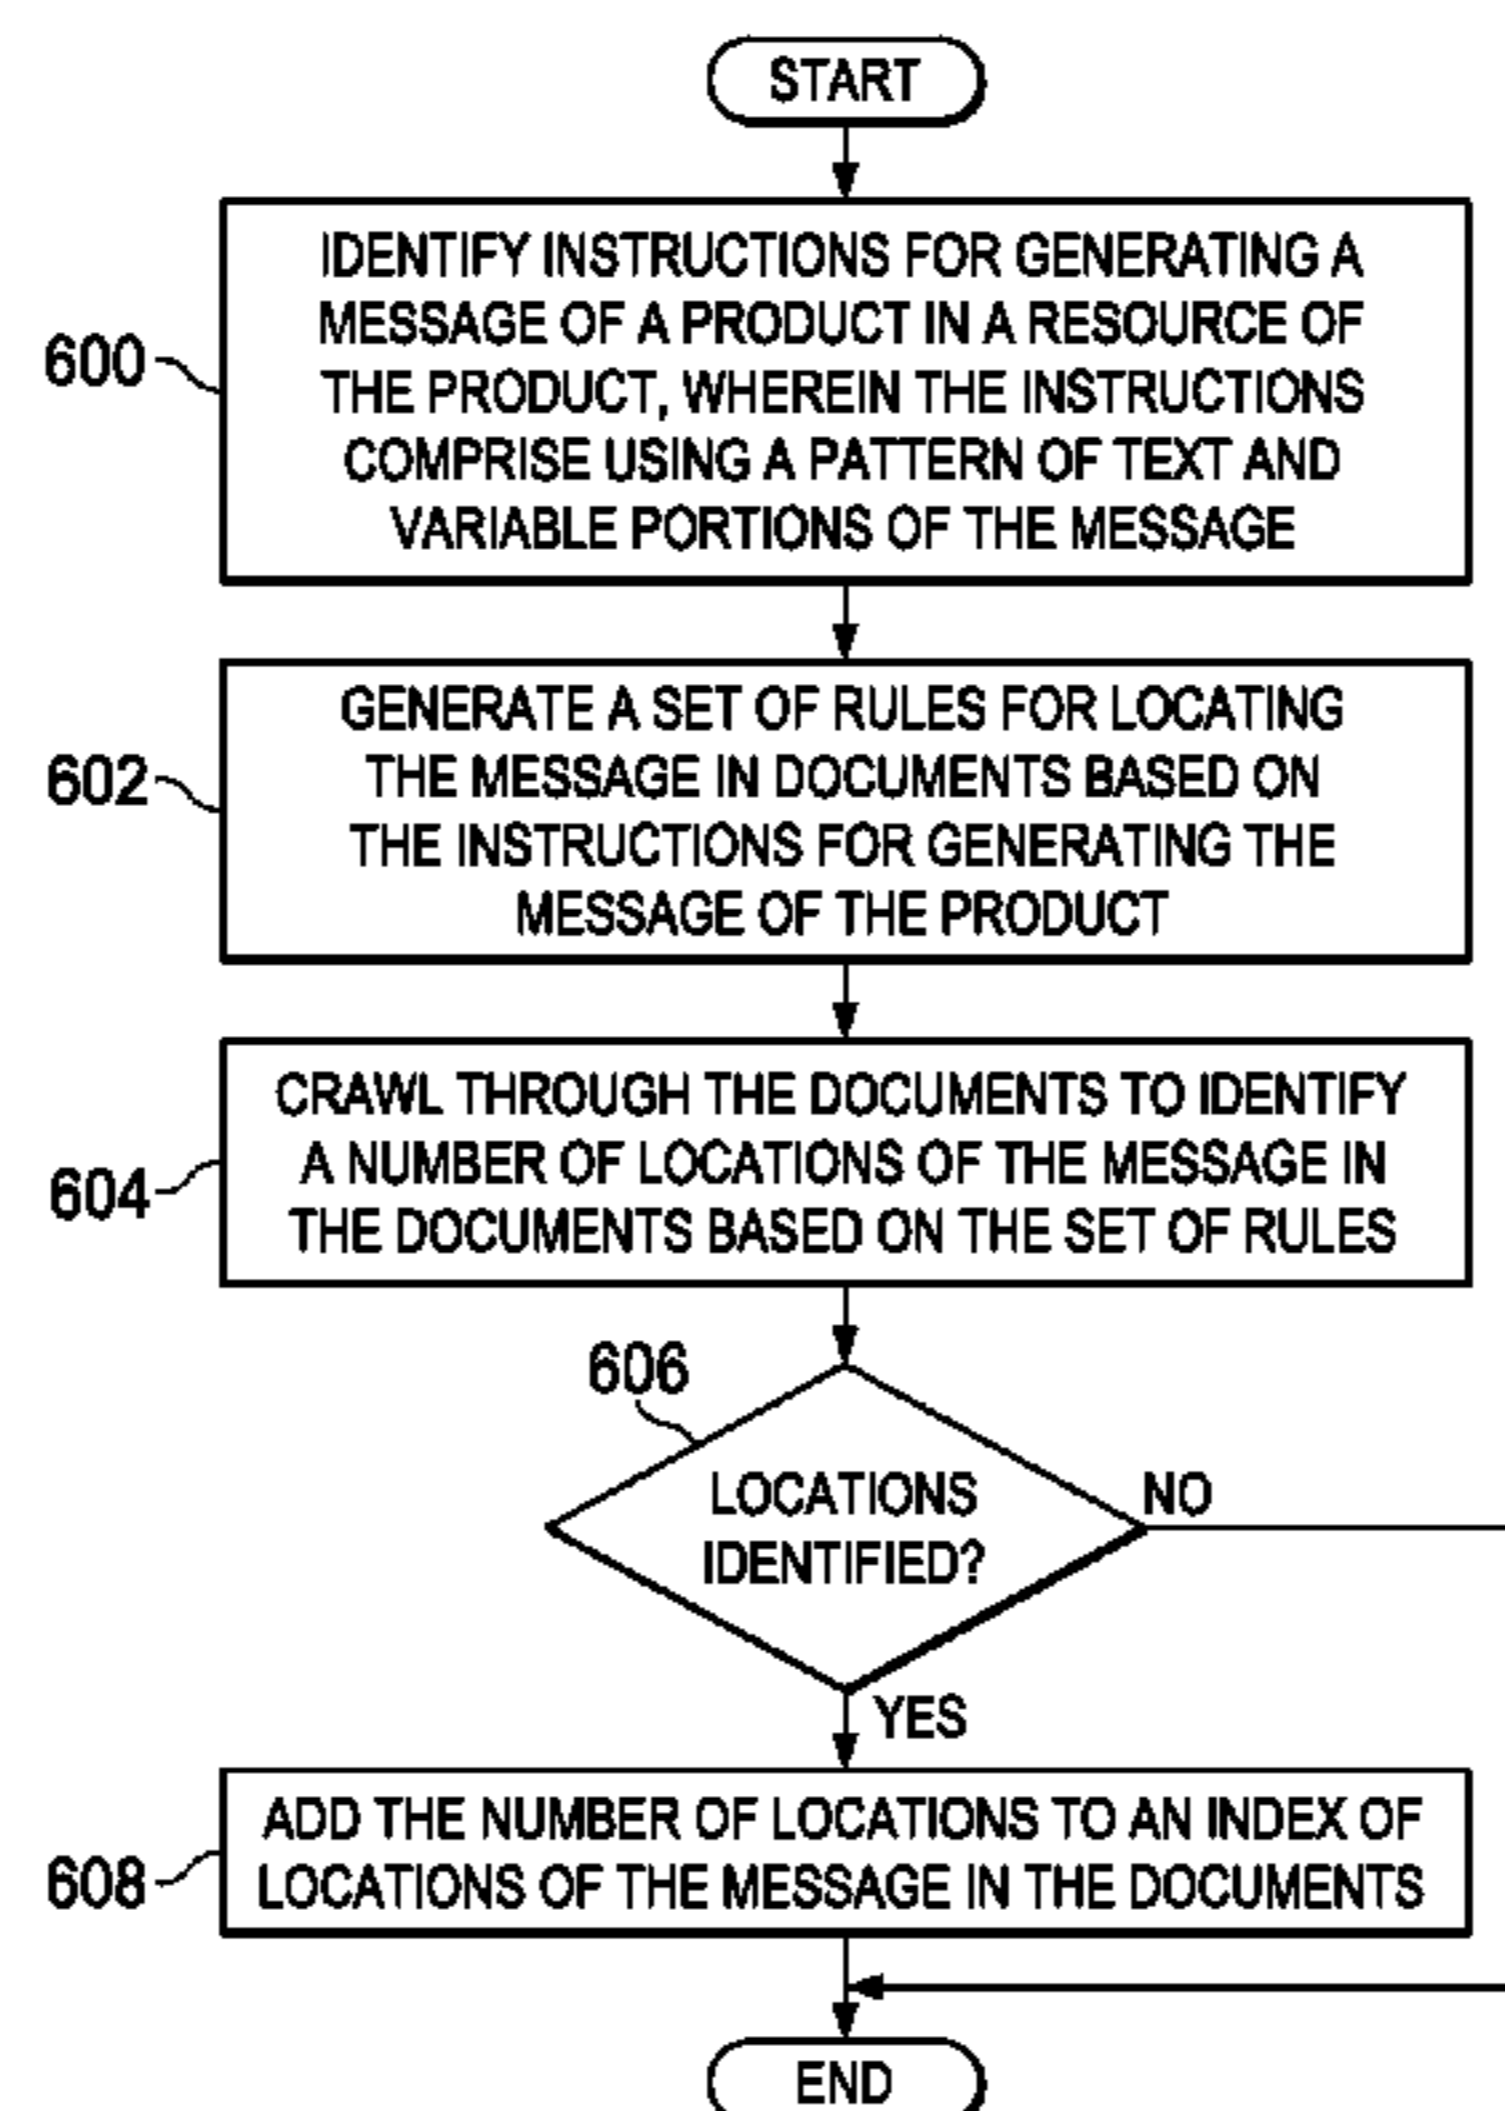 START
600
IDENTIFY INSTRUCTIONS FOR GENERATING A
MESSAGE OF A PRODUCT IN A RESOURCE OF
THE PRODUCT, WHEREIN THE INSTRUCTIONS
COMPRISE USING A PATTERN OF TEXT AND
VARIABLE PORTIONS OF THE MESSAGE
602
GENERATE A SET OF RULES FOR LOCATING
THE MESSAGE IN DOCUMENTS BASED ON
THE INSTRUCTIONS FOR GENERATING THE
MESSAGE OF THE PRODUCT
604
CRAWL THROUGH THE DOCUMENTS TO IDENTIFY
A NUMBER OF LOCATIONS OF THE MESSAGE IN
THE DOCUMENTS BASED ON THE SET OF RULES
606
LOCATIONS
IDENTIFIED?
NO
YES
608
ADD THE NUMBER OF LOCATIONS TO AN INDEX OF
LOCATIONS OF THE MESSAGE IN THE DOCUMENTS
END